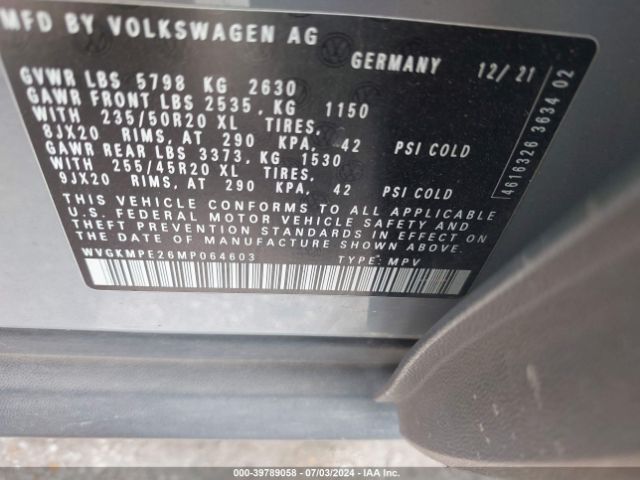 MFD BY VOLKSWAGEN AG
GERMANY 12/21
GVWR LBS 5798 KG 2630
GAWR FRONT LBS 2535, KG 1150
WITH 235/50R20 XL TIRES,
8JX20 RIMS, AT 290 KPA, 42 PSI COLD
GAWR REAR LBS 3373, KG 1530
WITH 255/45R20 XL TIRES,
9JX20 RIMS, AT 290 KPA, 42 PSI COLD
THIS VEHICLE CONFORMS TO ALL APPLICABLE
U.S. FEDERAL MOTOR VEHICLE SAFETY AND
THEFT PREVENTION STANDARDS IN EFFECT ON
THE DATE OF MANUFACTURE SHOWN ABOVE.
WVGKMPE26MP064603 TYPE: MPV
4616326 3634 02
000-39789058 - 07/03/2024 - IAAI.COM